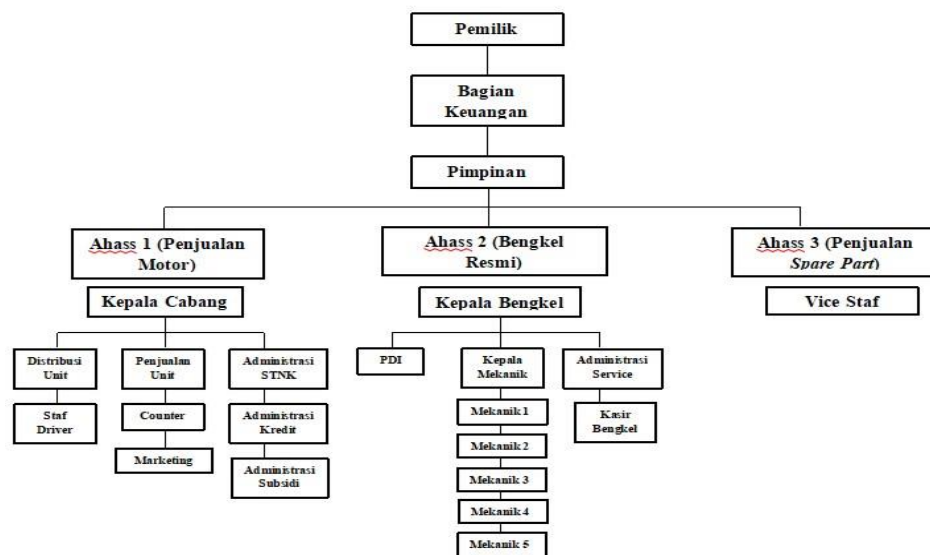 Pemilik
Bagian
Keuangan
Pimpinan
Ahass 1 (Penjualan
Motor)
Ahass 2 (Bengkel
Resmi)
Ahass 3 (Penjualan
Spare Part)
Kepala Cabang
Kepala Bengkel
Vice Staf
Distribusi
Unit
Penjualan
Unit
Administrasi
STNK
PDI
Kepala
Mekanik
Administrasi
Service
Staf
Driver
Counter
Administrasi
Kredit
Mekanik 1
Kasir
Bengkel
Marketing
Administrasi
Subsidi
Mekanik 2
Mekanik 3
Mekanik 4
Mekanik 5